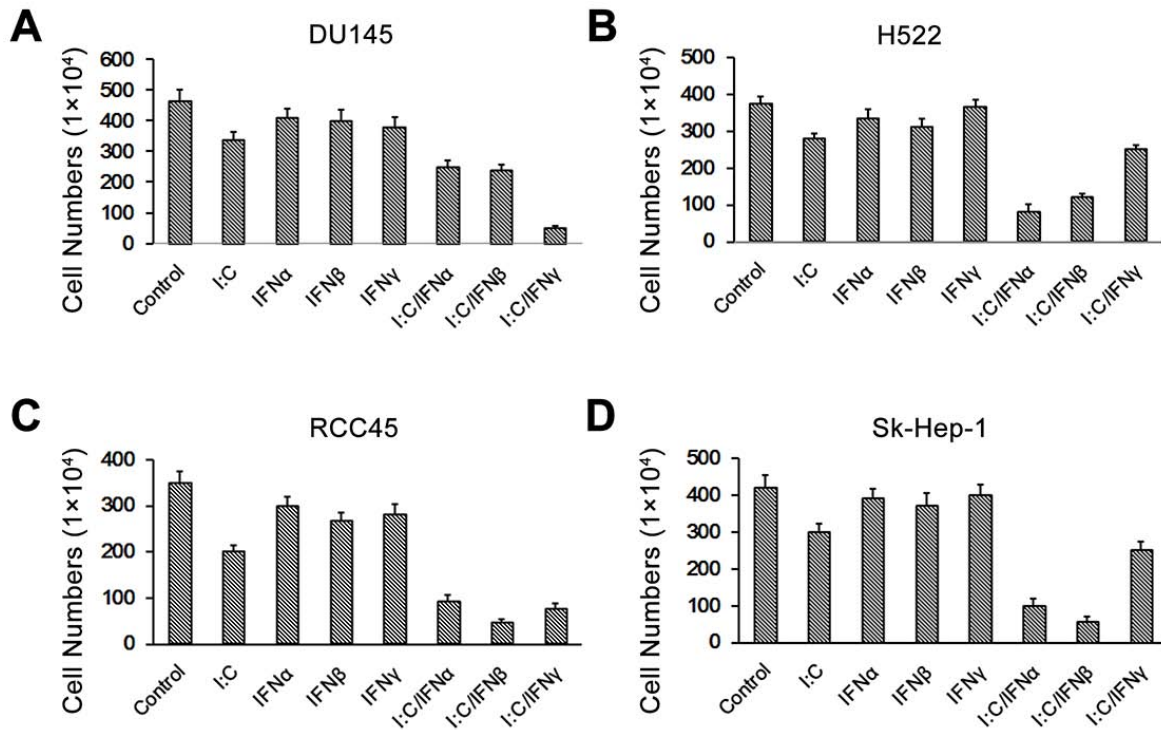 A
DU145
Cell Numbers (1×10⁴)
600
500
400
300
200
100
0
Control
I:C
IFNα
IFNβ
IFNγ
I:C/IFNα
I:C/IFNβ
I:C/IFNγ
B
H522
Cell Numbers (1×10⁴)
500
400
300
200
100
0
Control
I:C
IFNα
IFNβ
IFNγ
I:C/IFNα
I:C/IFNβ
I:C/IFNγ
C
RCC45
Cell Numbers (1×10⁴)
400
300
200
100
0
Control
I:C
IFNα
IFNβ
IFNγ
I:C/IFNα
I:C/IFNβ
I:C/IFNγ
D
Sk-Hep-1
Cell Numbers (1×10⁴)
500
400
300
200
100
0
Control
I:C
IFNα
IFNβ
IFNγ
I:C/IFNα
I:C/IFNβ
I:C/IFNγ